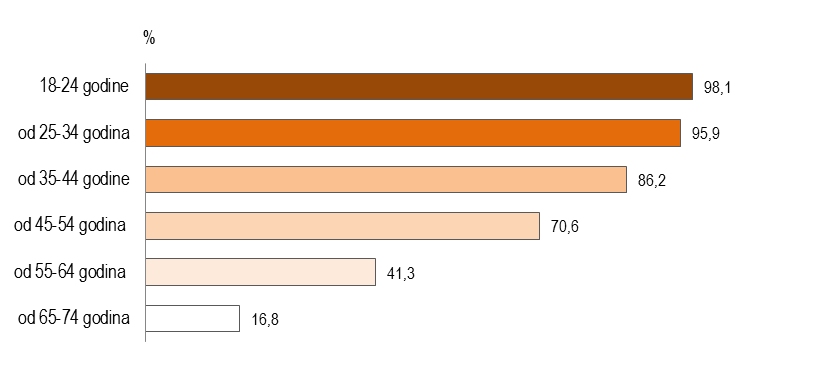 %
18-24 godine 98,1
od 25-34 godina 95,9
od 35-44 godine 86,2
od 45-54 godina 70,6
od 55-64 godina 41,3
od 65-74 godina 16,8